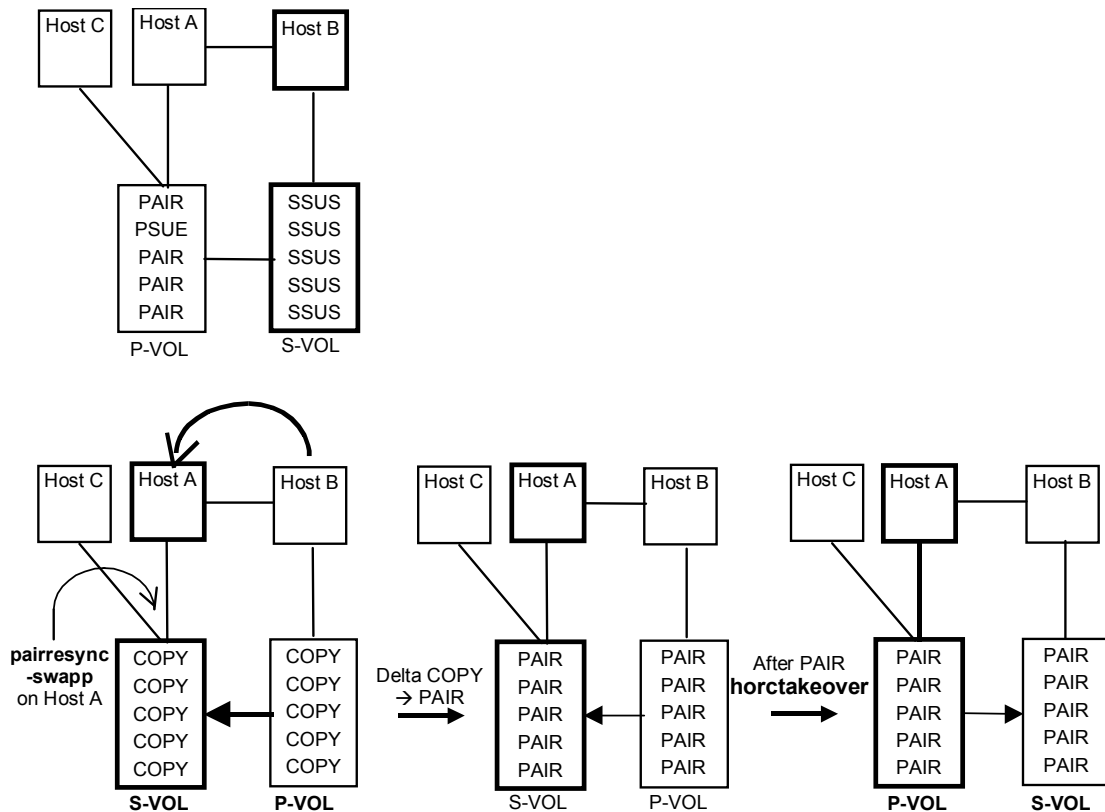 Host C
Host A
Host B
PAIR
PSUE
PAIR
PAIR
PAIR
P-VOL
SSUS
SSUS
SSUS
SSUS
SSUS
S-VOL
Host C
Host A
Host B
pairresync
-swapp
on Host A
COPY
COPY
COPY
COPY
COPY
S-VOL
COPY
COPY
COPY
COPY
COPY
P-VOL
Delta COPY
→ PAIR
Host C
Host A
Host B
PAIR
PAIR
PAIR
PAIR
PAIR
S-VOL
PAIR
PAIR
PAIR
PAIR
PAIR
P-VOL
After PAIR
horctakeover
Host C
Host A
Host B
PAIR
PAIR
PAIR
PAIR
PAIR
P-VOL
PAIR
PAIR
PAIR
PAIR
PAIR
S-VOL